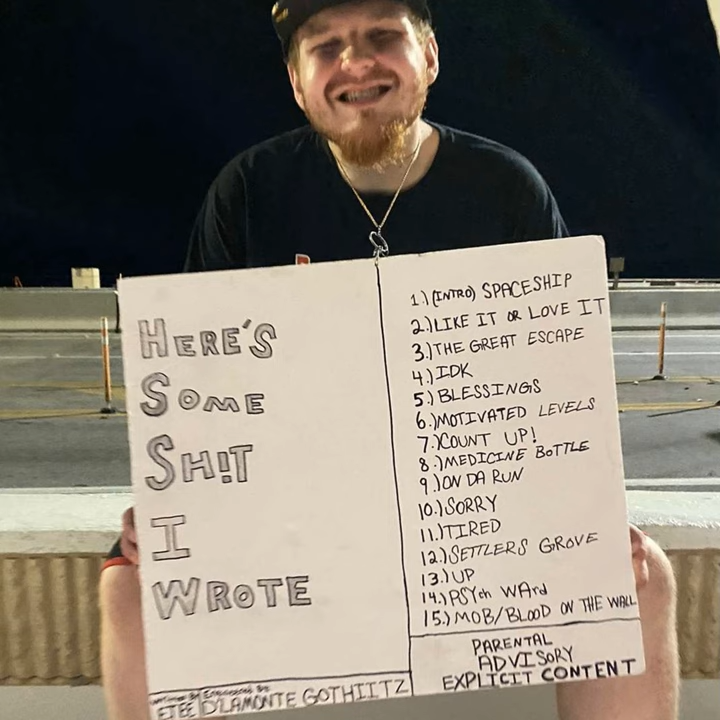 HERE'S
SOME
SH!T
I
WROTE
1.) (INTRO) SPACESHIP
2.) LIKE IT OR LOVE IT
3.) THE GREAT ESCAPE
4.) IDK
5.) BLESSINGS
6.) MOTIVATED LEVELS
7.) COUNT UP!
8.) MEDICINE BOTTLE
9.) ON DA RUN
10.) SORRY
11.) TIRED
12.) SETTLERS GROVE
13.) UP
14.) PSYch WARd
15.) MOB/BLOOD ON THE WALL
PARENTAL
ADVISORY
EXPLICIT CONTENT
DLAMONTE GOTHIITZ